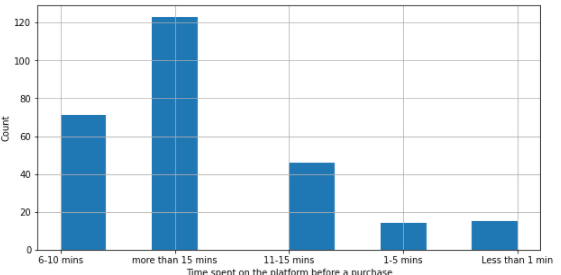 120
100
80
60
40
20
0
Count
6-10 mins more than 15 mins 11-15 mins 1-5 mins Less than 1 min
Time spent on the platform before a purchase